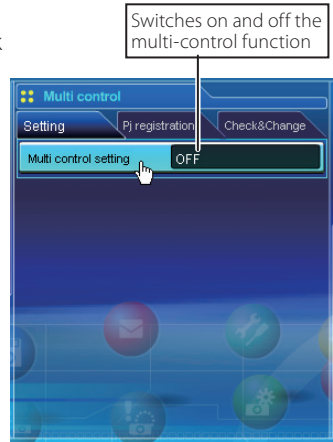 Switches on and off the
multi-control function
Multi control
Setting Pj registration Check&Change
Multi control setting OFF